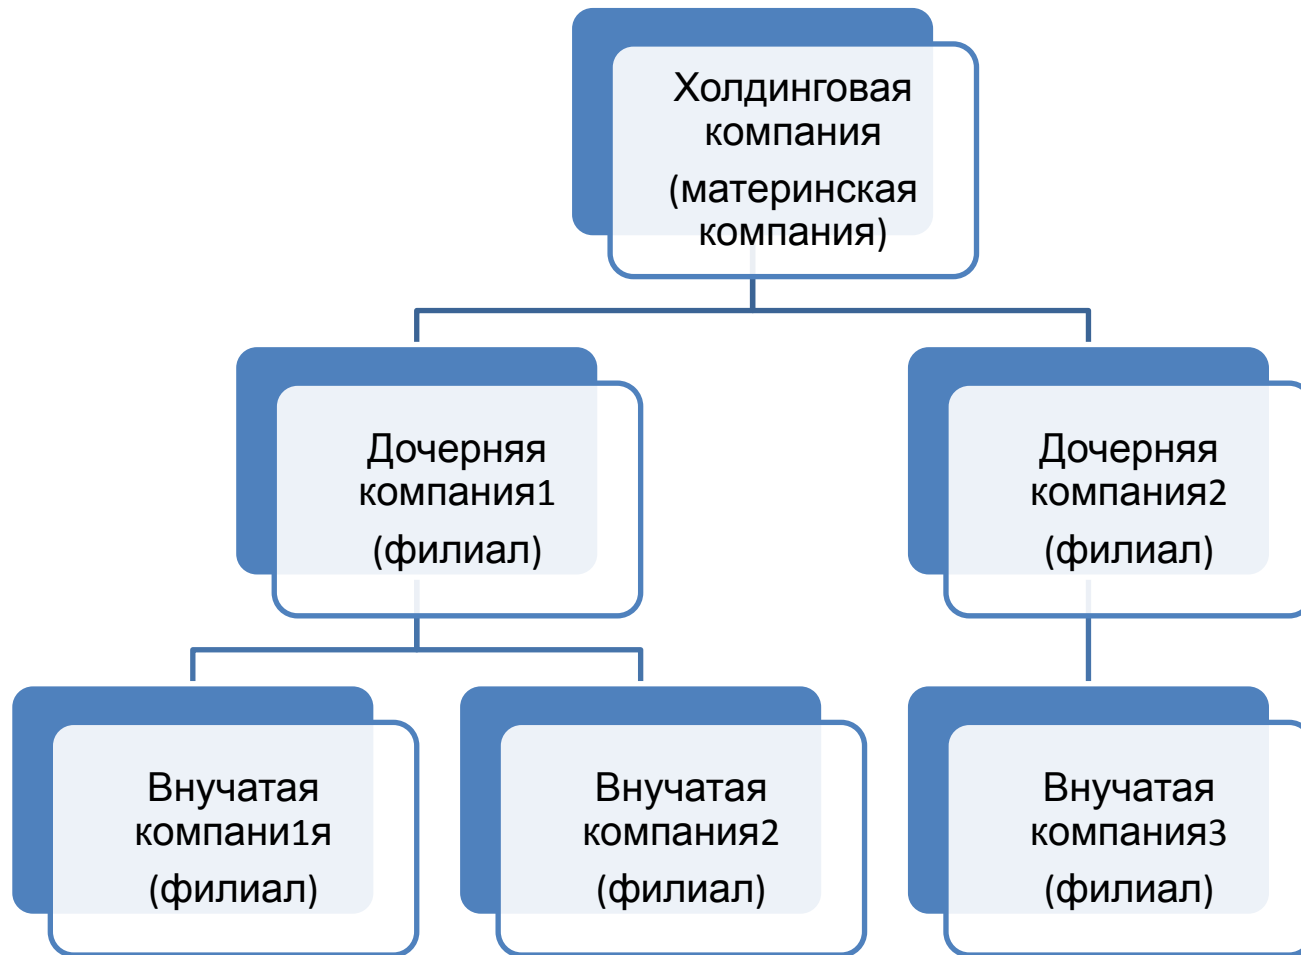 Холдинговая
компания
(материнская
компания)
Дочерняя
компания1
(филиал)
Дочерняя
компания2
(филиал)
Внучатая
компани1я
(филиал)
Внучатая
компания2
(филиал)
Внучатая
компания3
(филиал)